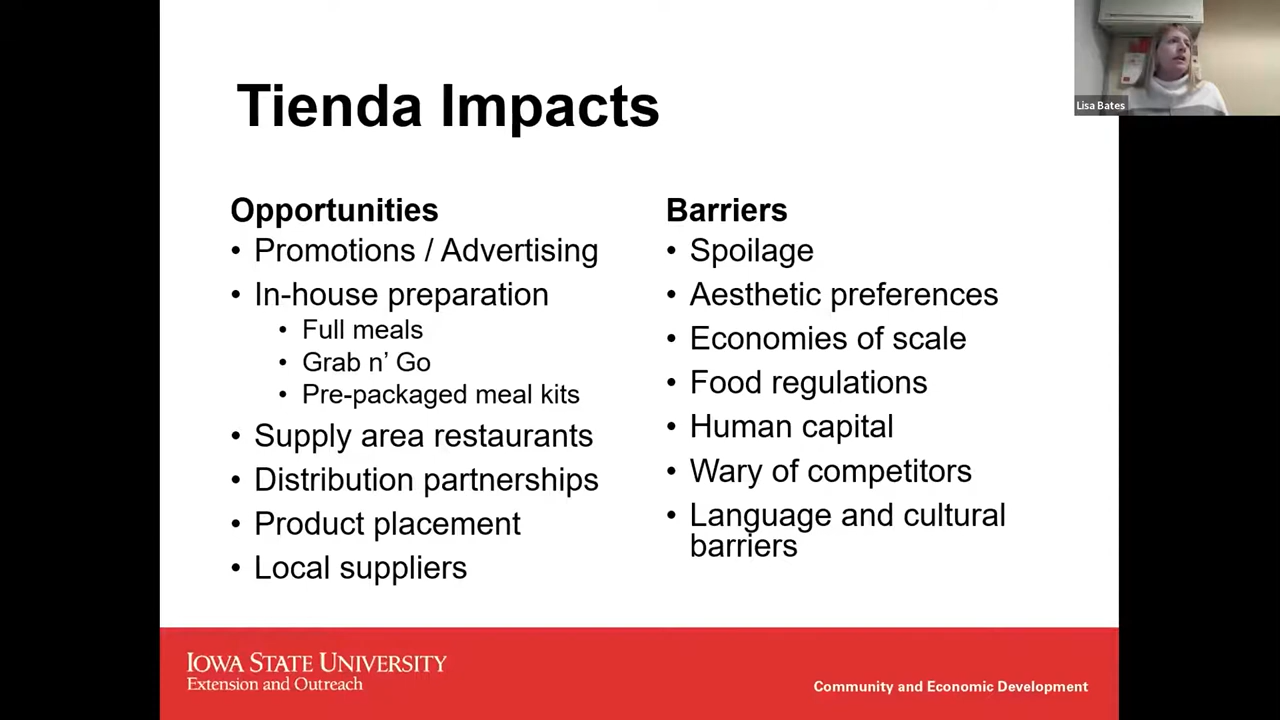 Tienda Impacts
Lisa Bates
Opportunities
• Promotions / Advertising
• In-house preparation
• Full meals
• Grab n’ Go
• Pre-packaged meal kits
• Supply area restaurants
• Distribution partnerships
• Product placement
• Local suppliers
Barriers
• Spoilage
• Aesthetic preferences
• Economies of scale
• Food regulations
• Human capital
• Wary of competitors
• Language and cultural
barriers
IOWA STATE UNIVERSITY
Extension and Outreach
Community and Economic Development